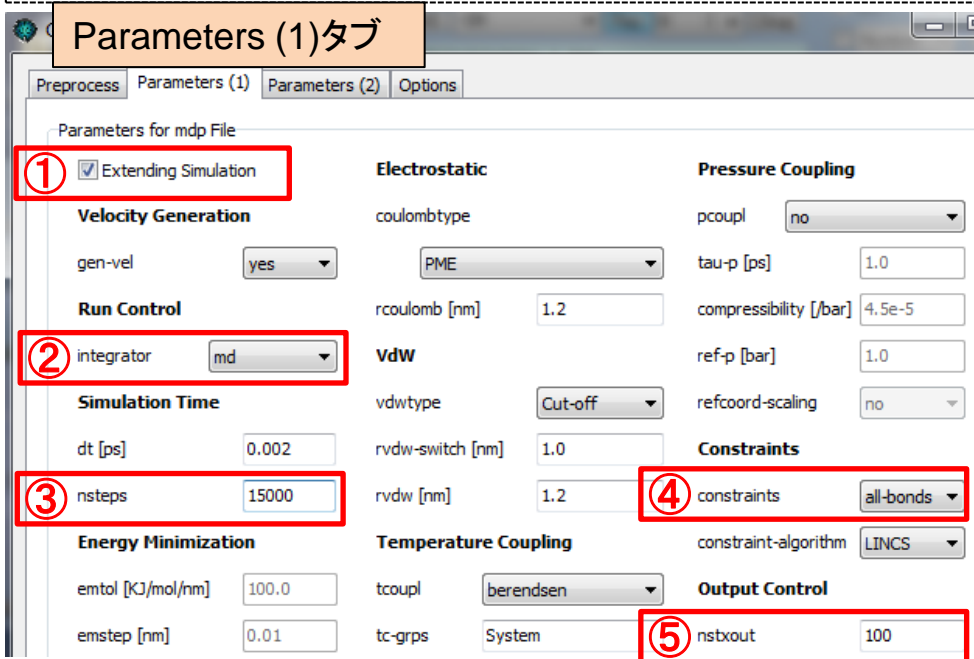 Parameters (1)タブ
Preprocess Parameters (1) Parameters (2) Options
Parameters for mdp File
① Extending Simulation
Velocity Generation
gen-vel yes
Run Control
② integrator md
Simulation Time
dt [ps] 0.002
③ nsteps 15000
Energy Minimization
emtol [KJ/mol/nm] 100.0
emstep [nm] 0.01
Electrostatic
coulombtype
PME
rcoulomb [nm] 1.2
VdW
vdwtype Cut-off
rvdw-switch [nm] 1.0
rvdw [nm] 1.2
Temperature Coupling
tcoupl berendsen
tc-grps System
Pressure Coupling
pcoupl no
tau-p [ps] 1.0
compressibility [/bar] 4.5e-5
ref-p [bar] 1.0
refcoord-scaling no
Constraints
④ constraints all-bonds
constraint-algorithm LINCS
Output Control
⑤ nstxout 100